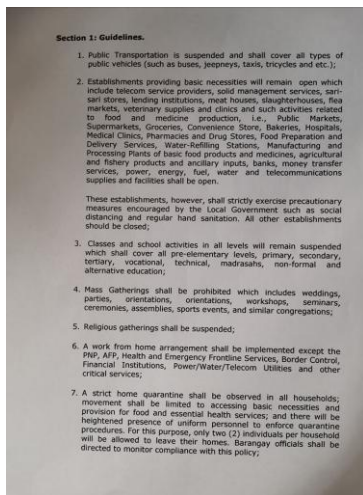 Section 1: Guidelines.
1. Public Transportation is suspended and shall cover all types of
public vehicles (such as buses, jeepneys, taxis, tricycles and etc.);
2. Establishments providing basic necessities will remain open which
include telecom service providers, solid management services, sari-
sari stores, lending institutions, meat houses, slaughterhouses, flea
markets, veterinary supplies and clinics and such activities related
to food and medicine production, i.e., Public Markets,
Supermarkets, Groceries, Convenience Store, Bakeries, Hospitals,
Medical Clinics, Pharmacies and Drug Stores, Food Preparation and
Delivery Services, Water-Refilling Stations, Manufacturing and
Processing Plants of basic food products and medicines, agricultural
and fishery products and ancillary inputs, banks, money transfer
services, power, energy, fuel, water and telecommunications
supplies and facilities shall be open.
These establishments, however, shall strictly exercise precautionary
measures encouraged by the Local Government such as social
distancing and regular hand sanitation. All other establishments
should be closed;
3. Classes and school activities in all levels will remain suspended
which shall cover all pre-elementary levels, primary, secondary,
tertiary, vocational, technical, madrasahs, non-formal and
alternative education;
4. Mass Gatherings shall be prohibited which includes weddings,
parties, orientations, orientations, workshops, seminars,
ceremonies, assemblies, sports events, and similar congregations;
5. Religious gatherings shall be suspended;
6. A work from home arrangement shall be implemented except the
PNP, AFP, Health and Emergency Frontline Services, Border Control,
Financial Institutions, Power/Water/Telecom Utilities and other
critical services;
7. A strict home quarantine shall be observed in all households;
movement shall be limited to accessing basic necessities and
provision for food and essential health services; and there will be
heightened presence of uniform personnel to enforce quarantine
procedures. For this purpose, only two (2) individuals per household
will be allowed to leave their homes. Barangay officials shall be
directed to monitor compliance with this policy;